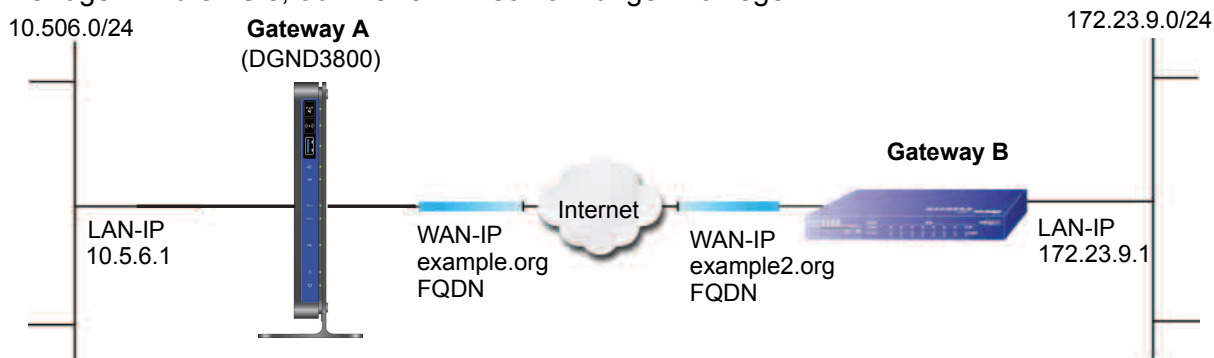 10.506.0/24
Gateway A
(DGND3800)
172.23.9.0/24
Gateway B
LAN-IP
10.5.6.1
WAN-IP
example.org
FQDN
Internet
WAN-IP
example2.org
FQDN
LAN-IP
172.23.9.1